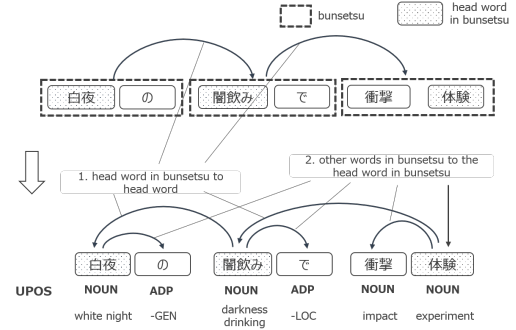 bunsetsu
head word
in bunsetsu
白夜 の 闇飲み で 衝撃 体験
1. head word in bunsetsu to
head word
2. other words in bunsetsu to the
head word in bunsetsu
白夜 の 闇飲み で 衝撃 体験
UPOS NOUN ADP NOUN ADP NOUN NOUN
white night -GEN darkness
drinking -LOC impact experiment